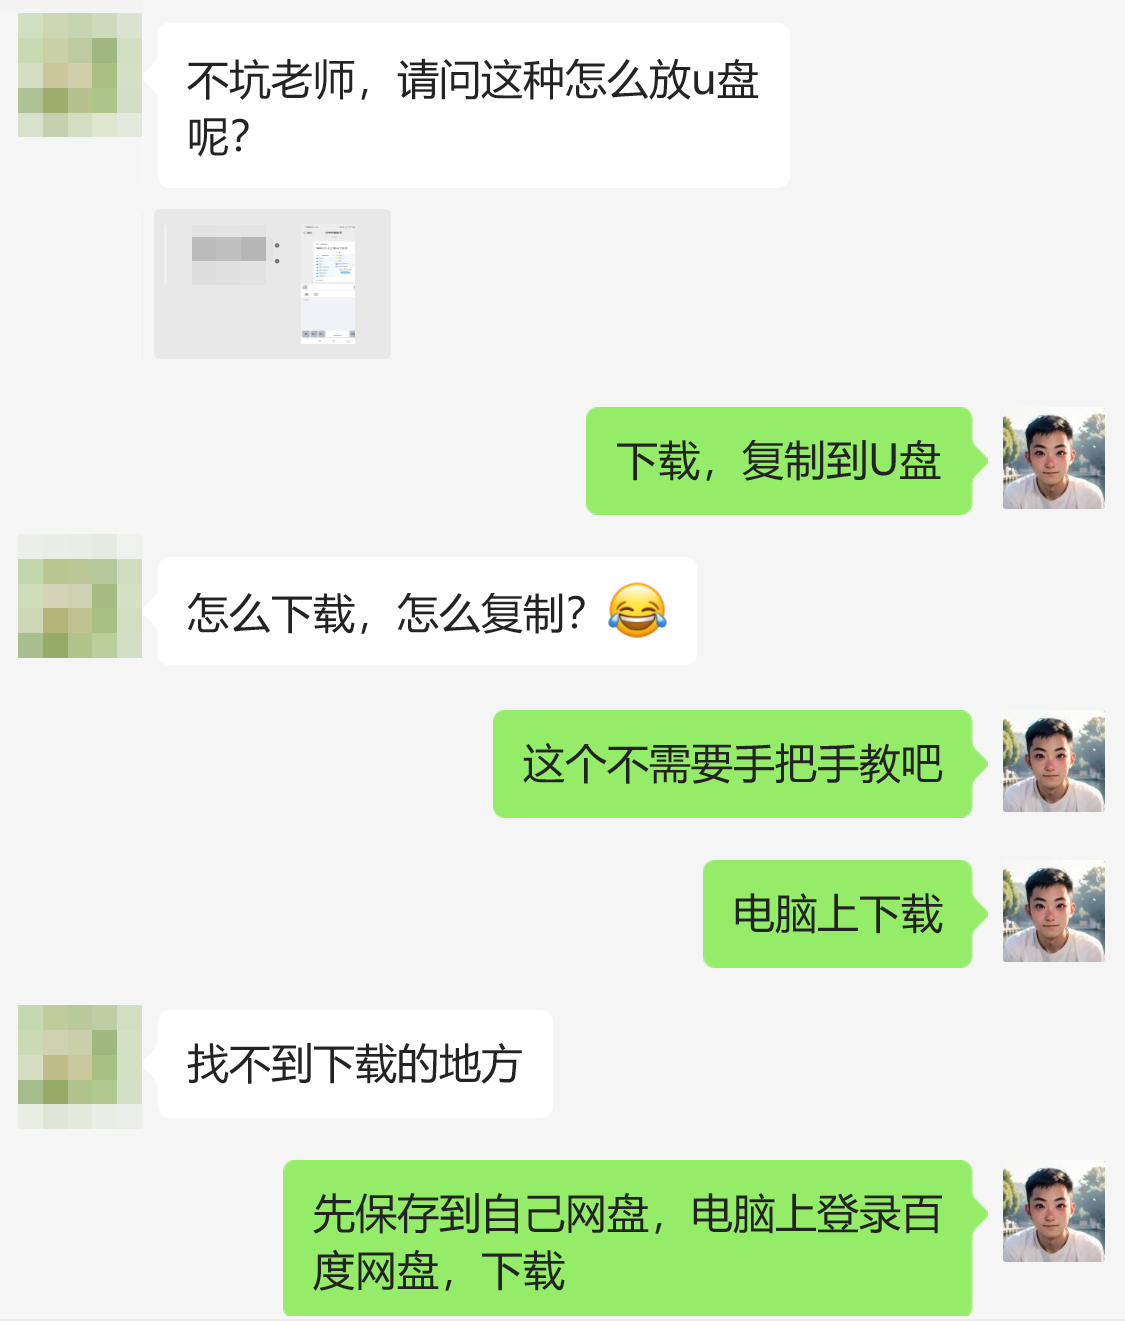 不坑老师，请问这种怎么放u盘
呢？
下载，复制到U盘
怎么下载，怎么复制？😂
这个不需要手把手教吧
电脑上下载
找不到下载的地方
先保存到自己网盘，电脑上登录百
度网盘，下载